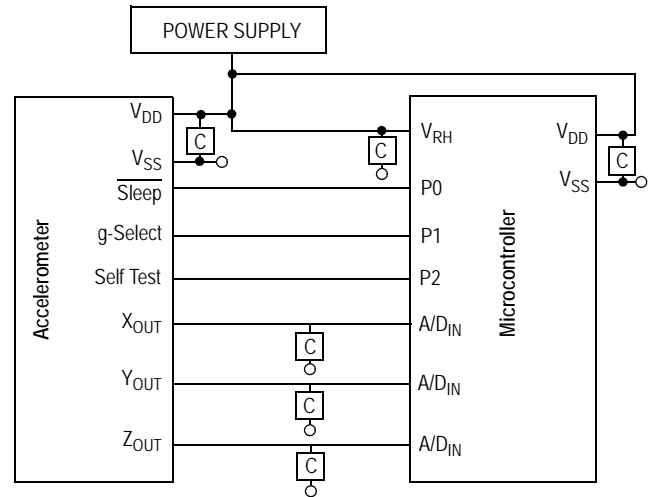 POWER SUPPLY
Accelerometer
V_DD
C
V_SS
Sleep
g-Select
Self Test
X_OUT
Y_OUT
Z_OUT
C
C
C
C
Microcontroller
V_RH
P0
P1
P2
A/D_IN
A/D_IN
A/D_IN
V_DD
C
V_SS